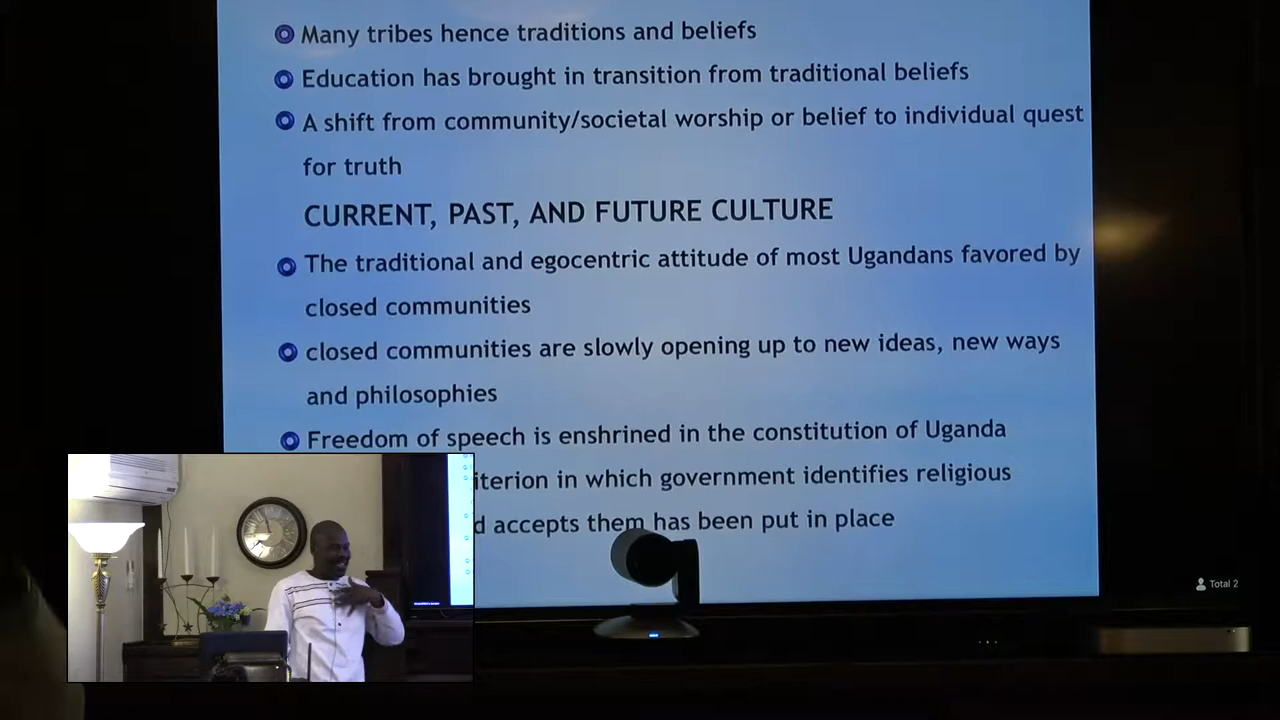 Many tribes hence traditions and beliefs
Education has brought in transition from traditional beliefs
A shift from community/societal worship or belief to individual quest
for truth
CURRENT, PAST, AND FUTURE CULTURE
The traditional and egocentric attitude of most Ugandans favored by
closed communities
closed communities are slowly opening up to new ideas, new ways
and philosophies
Freedom of speech is enshrined in the constitution of Uganda
iterion in which government identifies religious
d accepts them has been put in place
Total 2